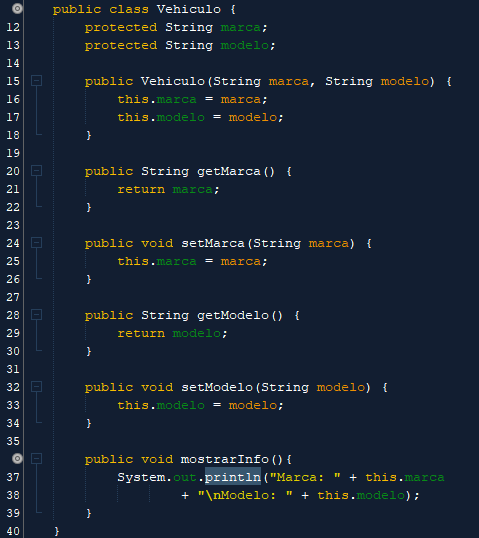 public class Vehiculo {
12 protected String marca;
13 protected String modelo;
14
15 public Vehiculo(String marca, String modelo) {
16 this.marca = marca;
17 this.modelo = modelo;
18 }
19
20 public String getMarca() {
21 return marca;
22 }
23
24 public void setMarca(String marca) {
25 this.marca = marca;
26 }
27
28 public String getModelo() {
29 return modelo;
30 }
31
32 public void setModelo(String modelo) {
33 this.modelo = modelo;
34 }
35
public void mostrarInfo(){
37 System.out.println("Marca: " + this.marca
38 + "\nModelo: " + this.modelo);
39 }
40 }